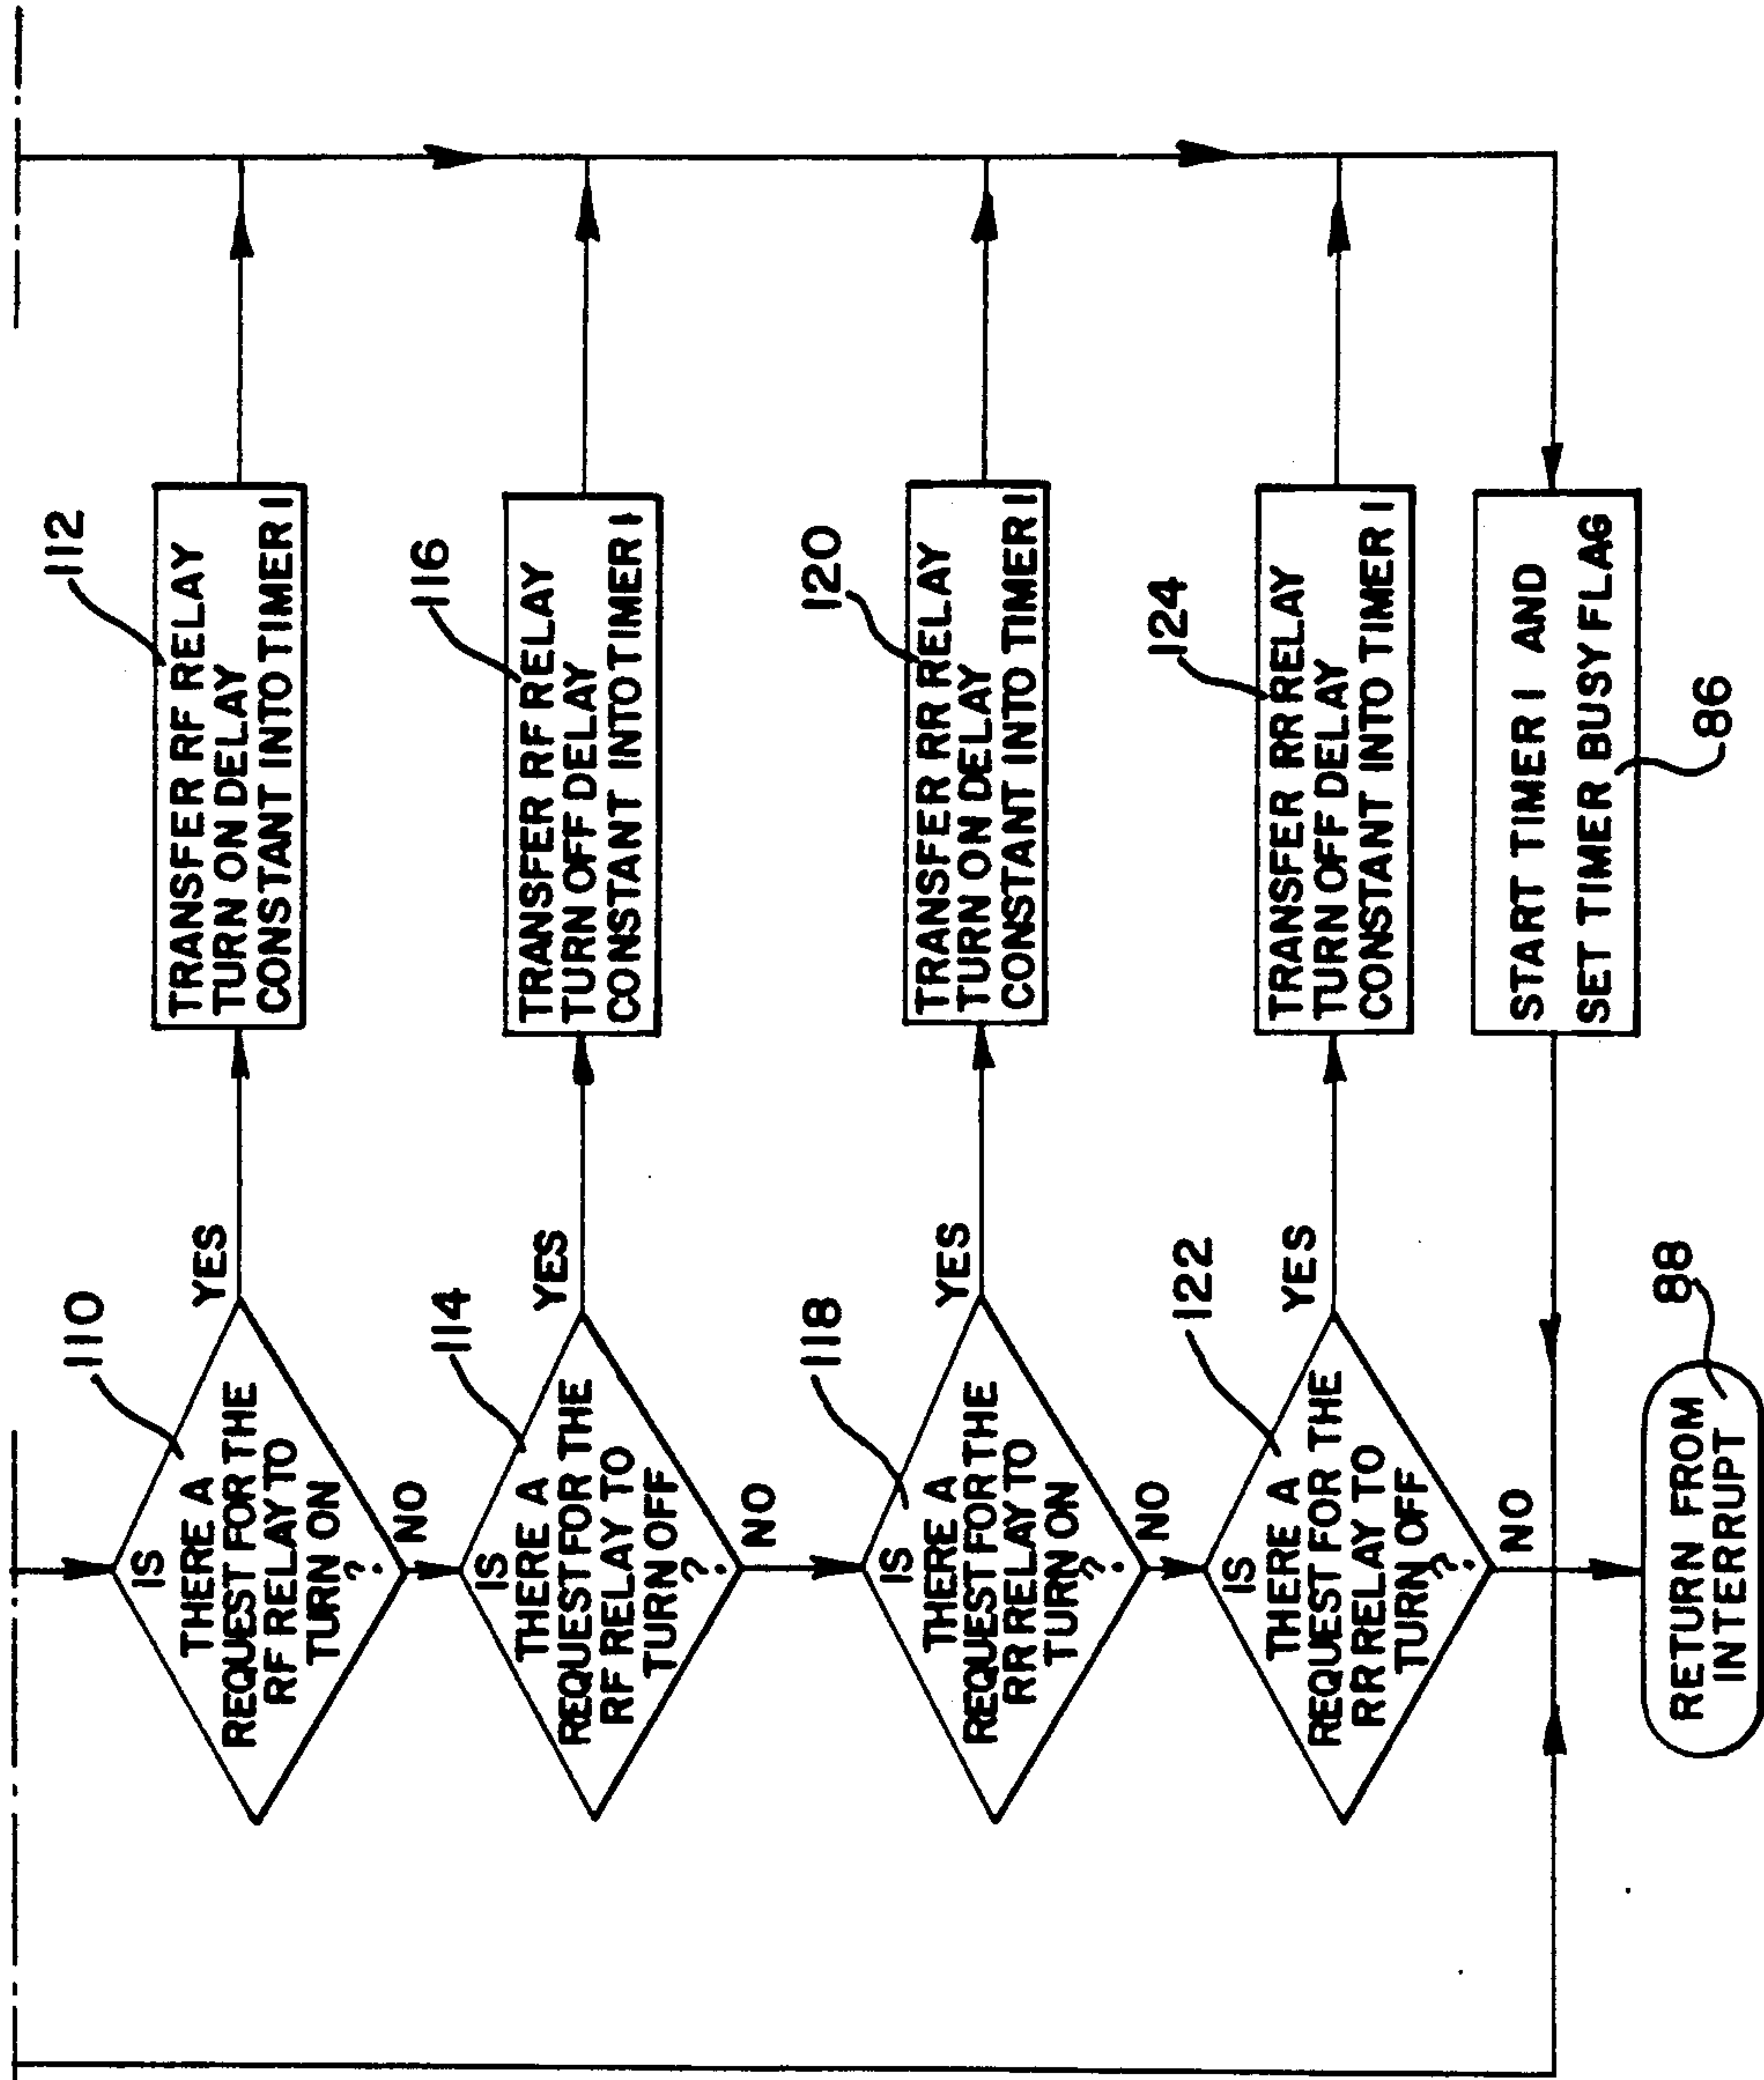 110
IS
THERE A
REQUEST FOR THE
RF RELAY TO
TURN ON
?
YES
NO
112
TRANSFER RF RELAY
TURN ON DELAY
CONSTANT INTO TIMER I
114
IS
THERE A
REQUEST FOR THE
RF RELAY TO
TURN OFF
?
YES
NO
116
TRANSFER RF RELAY
TURN OFF DELAY
CONSTANT INTO TIMER I
118
IS
THERE A
REQUEST FOR THE
RR RELAY TO
TURN ON
?
YES
NO
120
TRANSFER RR RELAY
TURN ON DELAY
CONSTANT INTO TIMER I
122
IS
THERE A
REQUEST FOR THE
RR RELAY TO
TURN OFF
?
YES
NO
124
TRANSFER RR RELAY
TURN OFF DELAY
CONSTANT INTO TIMER I
START TIMER I AND
SET TIMER BUSY FLAG
86
RETURN FROM
INTERRUPT
88